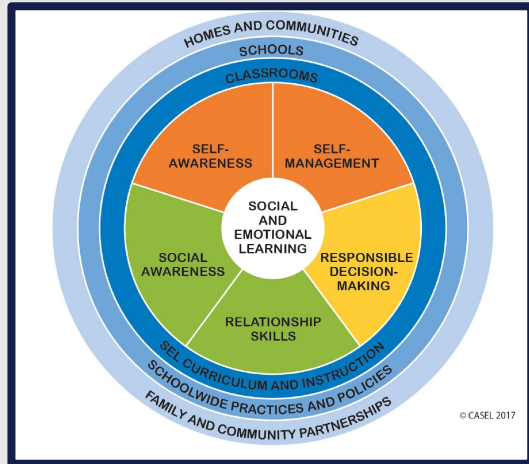 HOMES AND COMMUNITIES
SCHOOLS
CLASSROOMS
SELF-
AWARENESS
SELF-
MANAGEMENT
SOCIAL
AND
EMOTIONAL
LEARNING
SOCIAL
AWARENESS
RESPONSIBLE
DECISION-
MAKING
RELATIONSHIP
SKILLS
SEL CURRICULUM AND INSTRUCTION
SCHOOLWIDE PRACTICES AND POLICIES
FAMILY AND COMMUNITY PARTNERSHIPS
© CASEL 2017